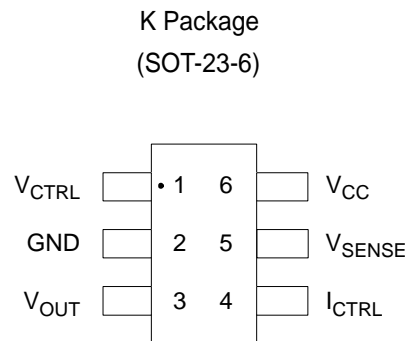 K Package
(SOT-23-6)
VCTRL • 1 6 VCC
GND 2 5 VSENSE
VOUT 3 4 ICTRL